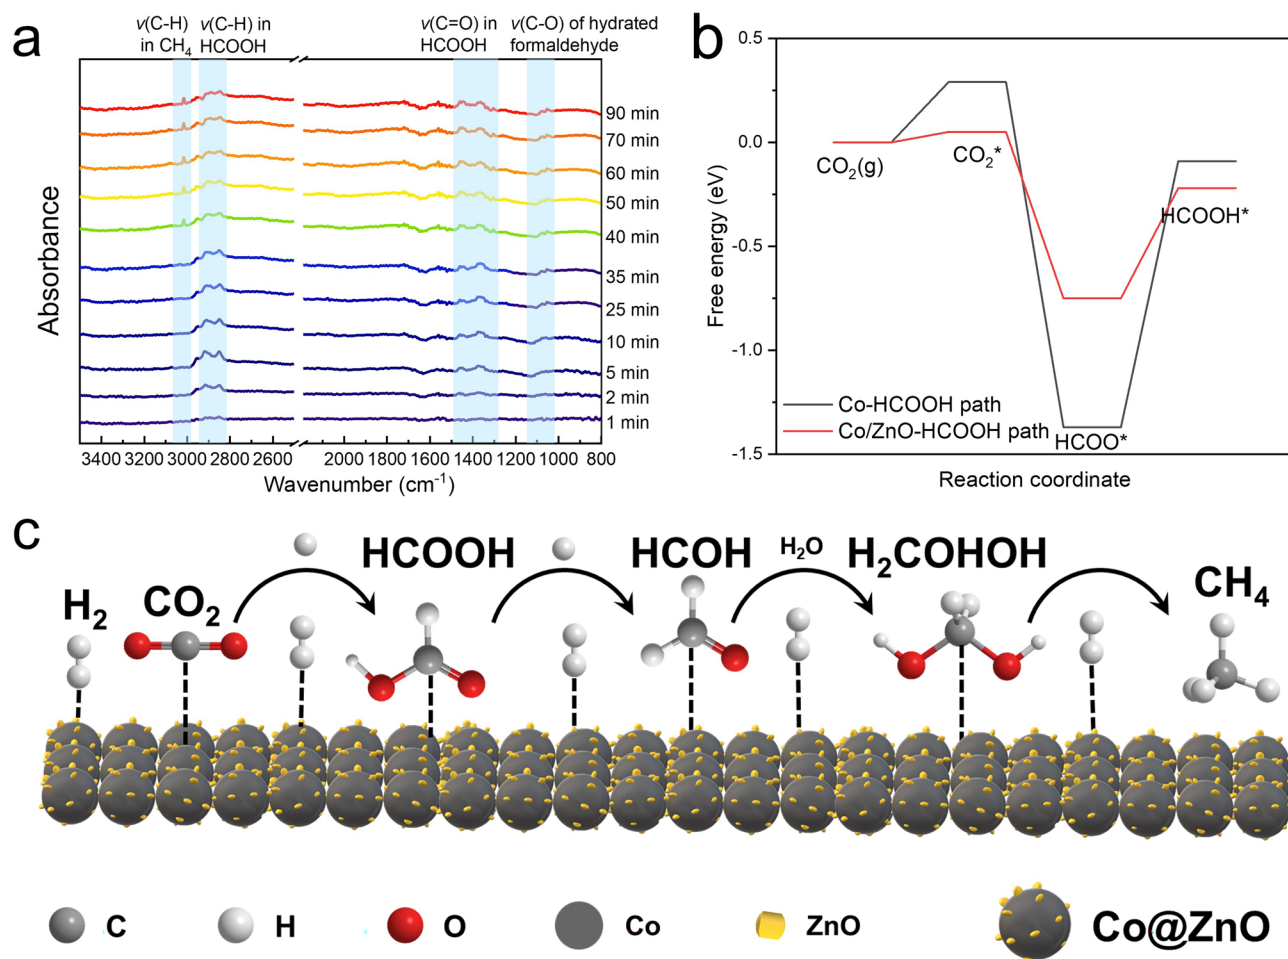 a
ν(C-H)
in CH₄
ν(C-H) in
HCOOH
ν(C=O) in
HCOOH
ν(C-O) of hydrated
formaldehyde
Absorbance
90 min
70 min
60 min
50 min
40 min
35 min
25 min
10 min
5 min
2 min
1 min
3400 3200 3000 2800 2600 2000 1800 1600 1400 1200 1000 800
Wavenumber (cm⁻¹)
b
Free energy (eV)
0.5
0.0
-0.5
-1.0
-1.5
CO₂(g)
CO₂*
HCOOH*
HCOO*
Co-HCOOH path
Co/ZnO-HCOOH path
Reaction coordinate
c
H₂
CO₂
HCOOH
HCOH
H₂O
H₂COHOH
CH₄
C
H
O
Co
ZnO
Co@ZnO